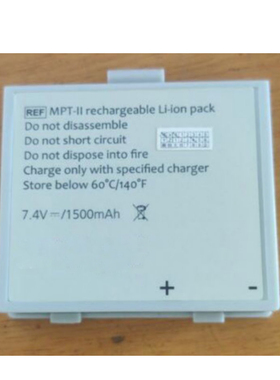 REF MPT-II rechargeable Li-ion pack
Do not disassemble
Do not short circuit
Do not dispose into fire
Charge only with specified charger
Store below 60°C/140°F
7.4V⎓/1500mAh
+ -